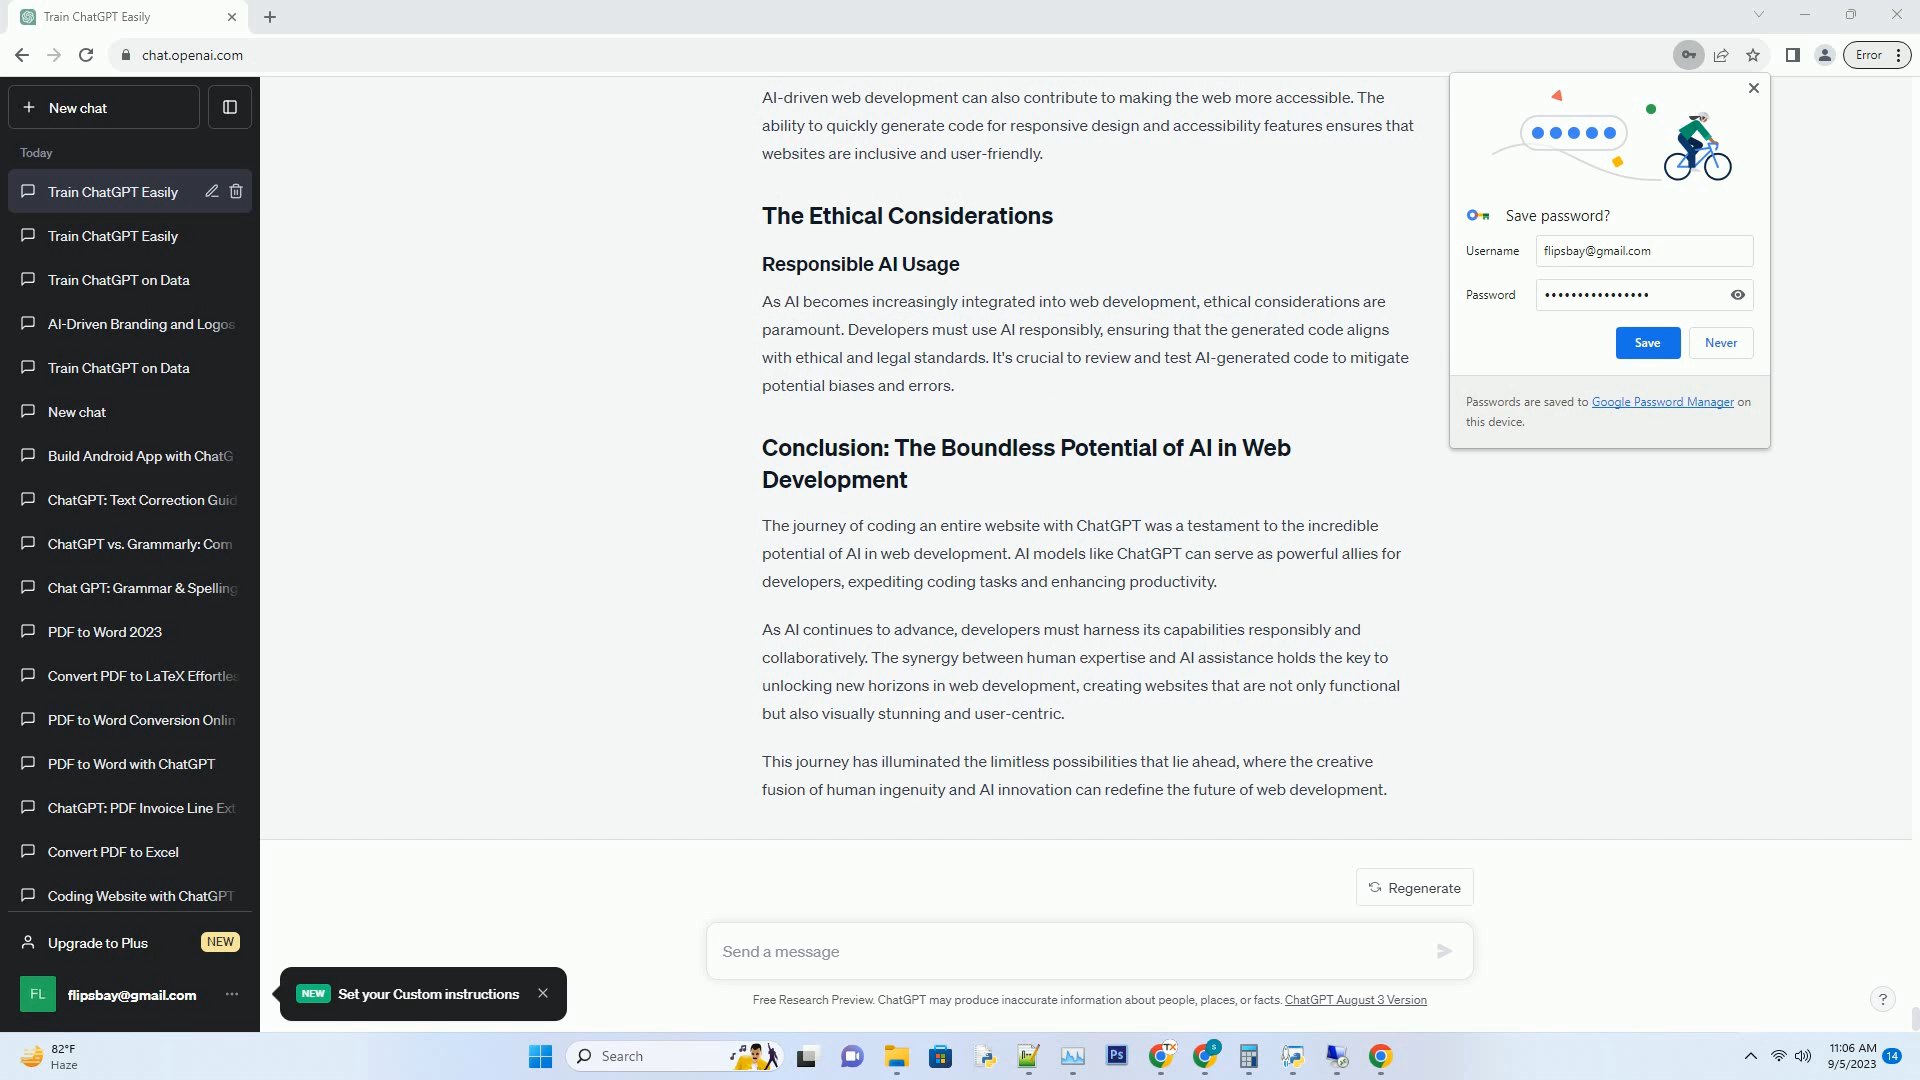 Train ChatGPT Easily
chat.openai.com
Error
New chat
Today
Train ChatGPT Easily
Train ChatGPT Easily
Train ChatGPT on Data
AI-Driven Branding and Logos
Train ChatGPT on Data
New chat
Build Android App with ChatG
ChatGPT: Text Correction Guid
ChatGPT vs. Grammarly: Com
Chat GPT: Grammar & Spelling
PDF to Word 2023
Convert PDF to LaTeX Effortle
PDF to Word Conversion Onlin
PDF to Word with ChatGPT
ChatGPT: PDF Invoice Line Ext
Convert PDF to Excel
Coding Website with ChatGPT
Upgrade to Plus NEW
FL flipsbay@gmail.com
AI-driven web development can also contribute to making the web more accessible. The
ability to quickly generate code for responsive design and accessibility features ensures that
websites are inclusive and user-friendly.
The Ethical Considerations
Responsible AI Usage
As AI becomes increasingly integrated into web development, ethical considerations are
paramount. Developers must use AI responsibly, ensuring that the generated code aligns
with ethical and legal standards. It's crucial to review and test AI-generated code to mitigate
potential biases and errors.
Conclusion: The Boundless Potential of AI in Web
Development
The journey of coding an entire website with ChatGPT was a testament to the incredible
potential of AI in web development. AI models like ChatGPT can serve as powerful allies for
developers, expediting coding tasks and enhancing productivity.
As AI continues to advance, developers must harness its capabilities responsibly and
collaboratively. The synergy between human expertise and AI assistance holds the key to
unlocking new horizons in web development, creating websites that are not only functional
but also visually stunning and user-centric.
This journey has illuminated the limitless possibilities that lie ahead, where the creative
fusion of human ingenuity and AI innovation can redefine the future of web development.
Save password?
Username flipsbay@gmail.com
Password ••••••••••••••••
Save Never
Passwords are saved to Google Password Manager on
this device.
Regenerate
Send a message
NEW Set your Custom instructions
Free Research Preview. ChatGPT may produce inaccurate information about people, places, or facts. ChatGPT August 3 Version
?
82°F
Haze
Search
Ps
TX
S
11:06 AM
9/5/2023
14